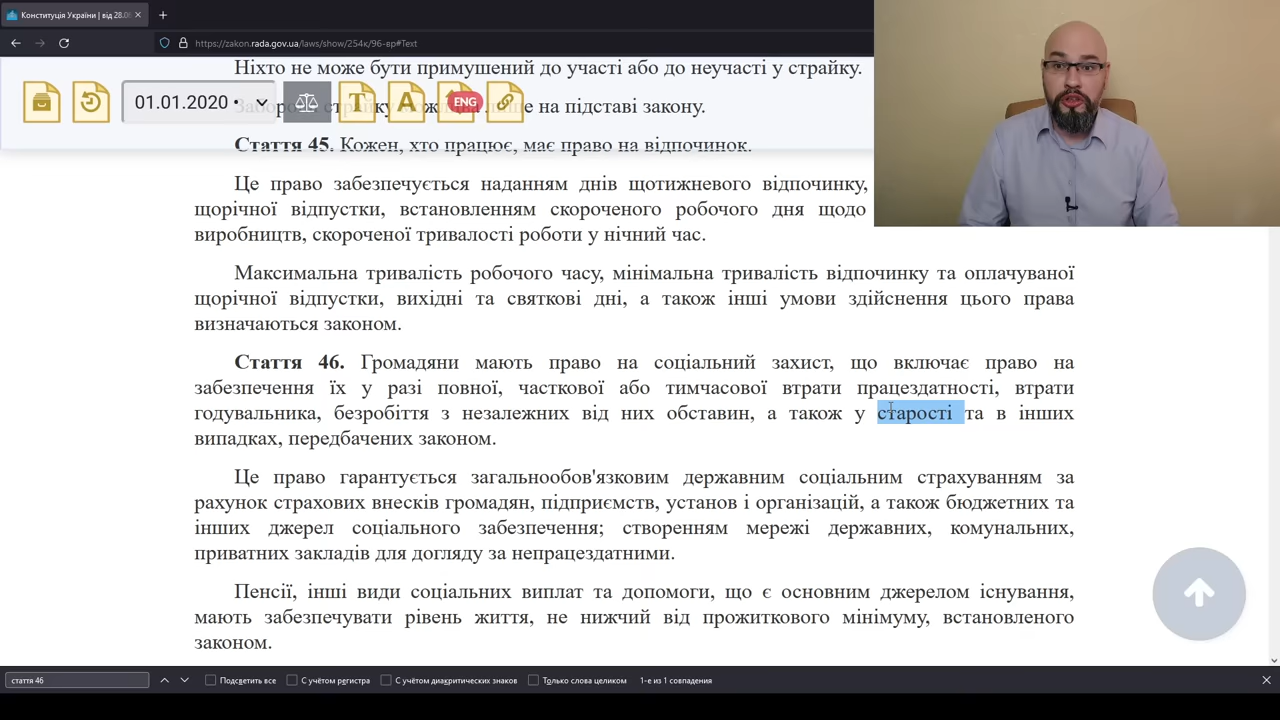 Конституція України | від 28.0
https://zakon.rada.gov.ua/laws/show/254к/96-вр#Text
Ніхто не може бути примушений до участі або до неучасті у страйку.
01.01.2020 •
T
A
ENG
на підставі закону.
Стаття 45. Кожен, хто працює, має право на відпочинок.
Це право забезпечується наданням днів щотижневого відпочинку,
щорічної відпустки, встановленням скороченого робочого дня щодо
виробництв, скороченої тривалості роботи у нічний час.
Максимальна тривалість робочого часу, мінімальна тривалість відпочинку та оплачуваної
щорічної відпустки, вихідні та святкові дні, а також інші умови здійснення цього права
визначаються законом.
Стаття 46. Громадяни мають право на соціальний захист, що включає право на
забезпечення їх у разі повної, часткової або тимчасової втрати працездатності, втрати
годувальника, безробіття з незалежних від них обставин, а також у старості та в інших
випадках, передбачених законом.
Це право гарантується загальнообов'язковим державним соціальним страхуванням за
рахунок страхових внесків громадян, підприємств, установ і організацій, а також бюджетних та
інших джерел соціального забезпечення; створенням мережі державних, комунальних,
приватних закладів для догляду за непрацездатними.
Пенсії, інші види соціальних виплат та допомоги, що є основним джерелом існування,
мають забезпечувати рівень життя, не нижчий від прожиткового мінімуму, встановленого
законом.
стаття 46
Подсветить все
С учётом регистра
С учётом диакритических знаков
Только слова целиком
1-е из 1 совпадения